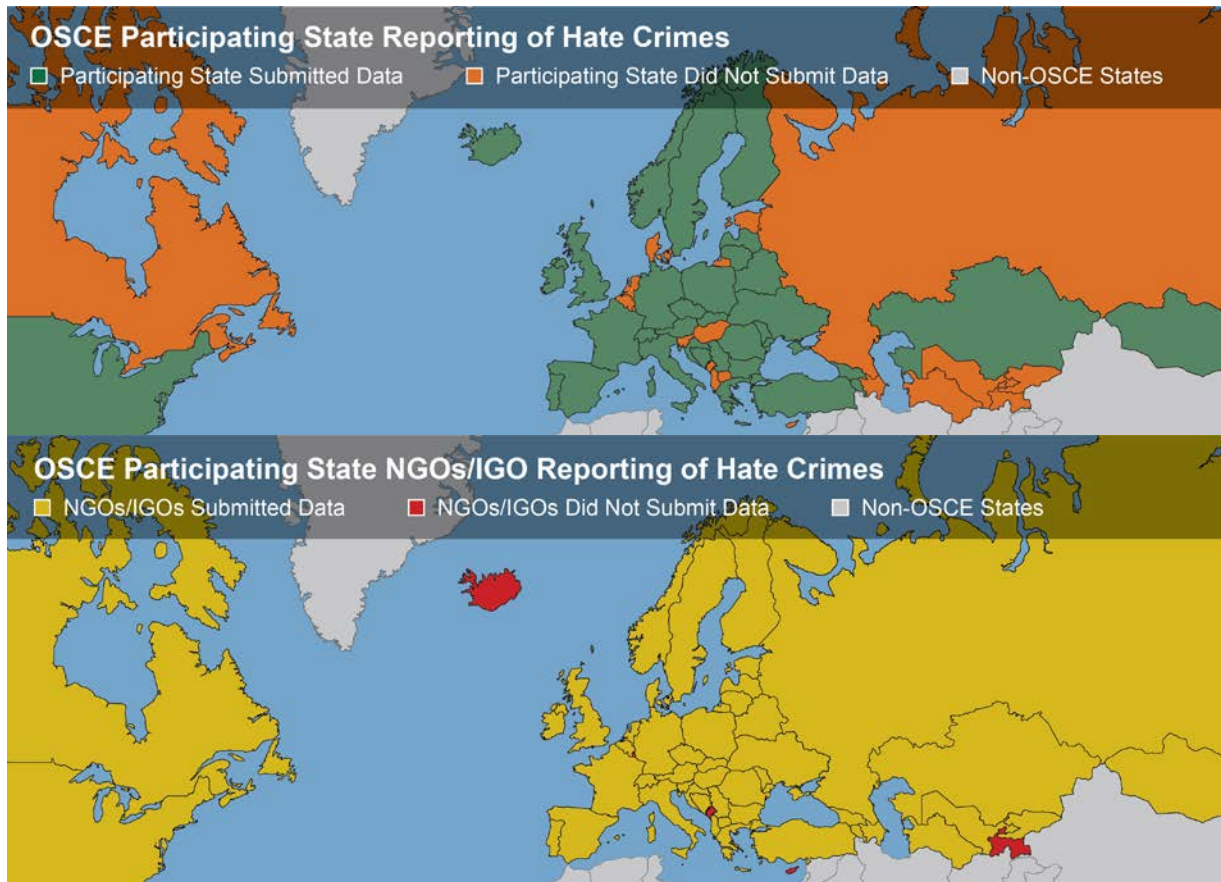 OSCE Participating State Reporting of Hate Crimes
Participating State Submitted Data Participating State Did Not Submit Data Non-OSCE States
OSCE Participating State NGOs/IGO Reporting of Hate Crimes
NGOs/IGOs Submitted Data NGOs/IGOs Did Not Submit Data Non-OSCE States